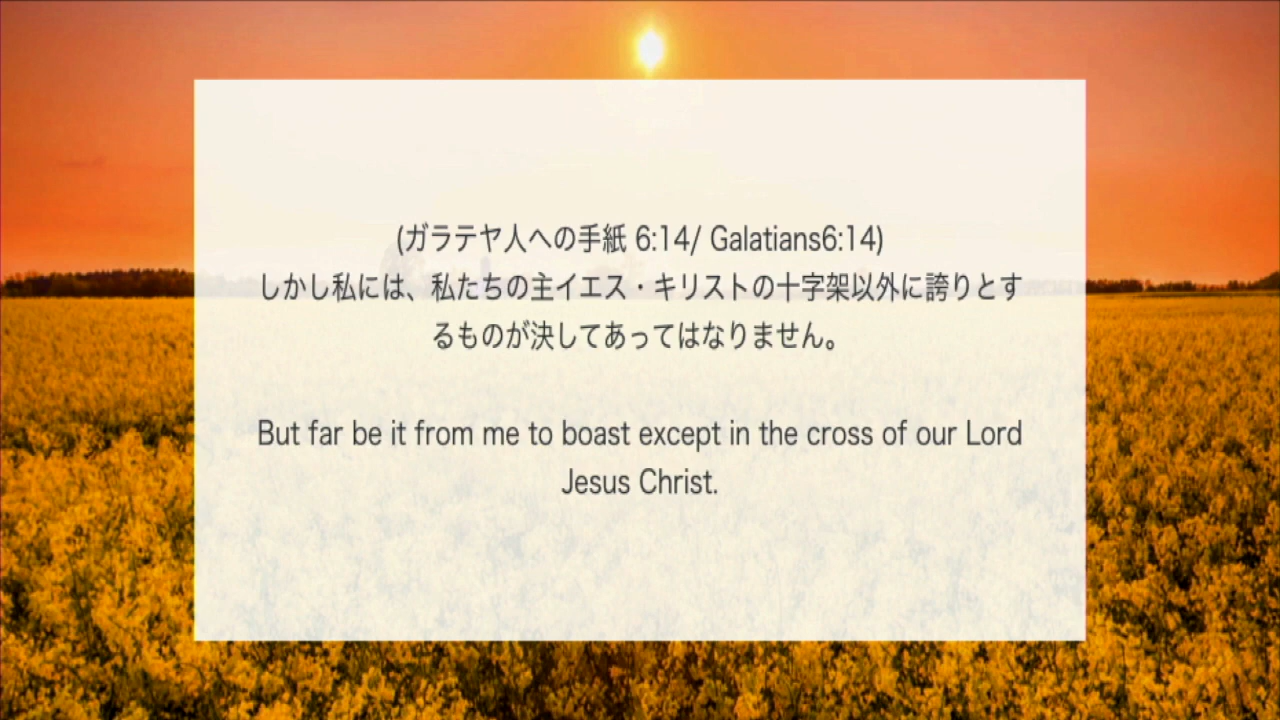 (ガラテヤ人への手紙 6:14/ Galatians6:14)
しかし私には、私たちの主イエス・キリストの十字架以外に誇りとす
るものが決してあってはなりません。
But far be it from me to boast except in the cross of our Lord
Jesus Christ.